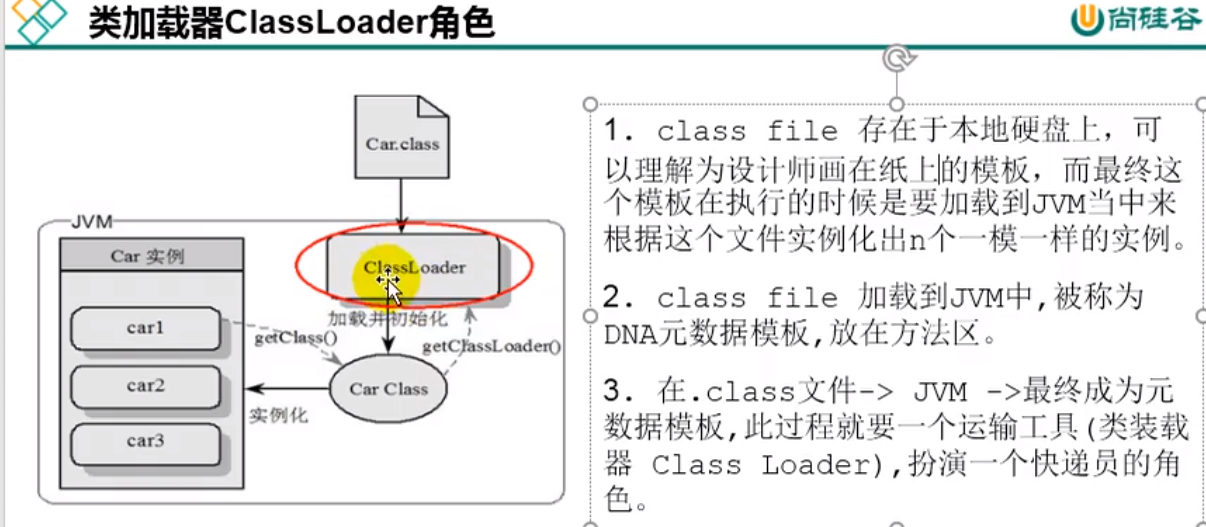 类加载器ClassLoader角色
尚硅谷
Car.class
JVM
Car 实例
ClassLoader
加载并初始化
car1
getClass()
getClassLoader()
car2
Car Class
实例化
car3
1. class file 存在于本地硬盘上，可
以理解为设计师画在纸上的模板，而最终这
个模板在执行的时候是要加载到JVM当中来
根据这个文件实例化出n个一模一样的实例。
2. class file 加载到JVM中,被称为
DNA元数据模板,放在方法区。
3. 在.class文件-> JVM ->最终成为元
数据模板,此过程就要一个运输工具(类装载
器 Class Loader),扮演一个快递员的角
色。